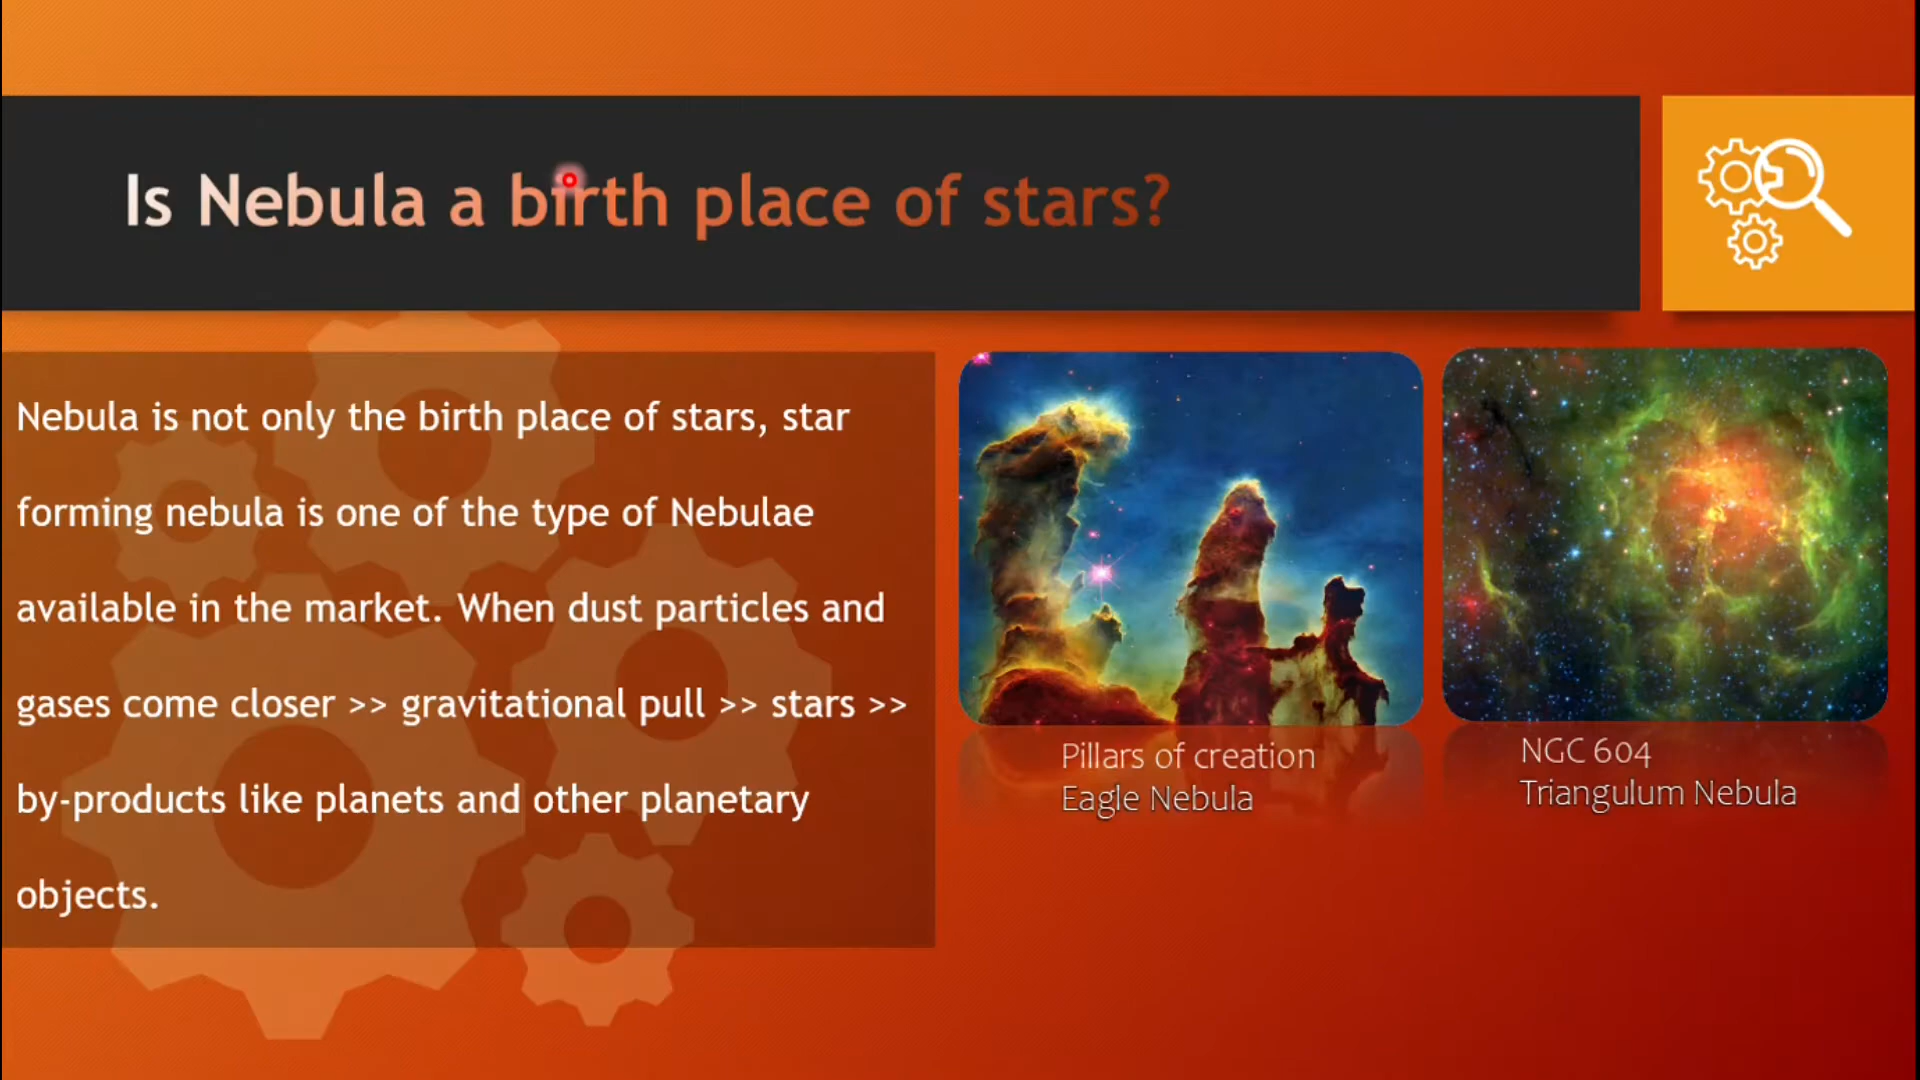 Is Nebula a birth place of stars?
Nebula is not only the birth place of stars, star
forming nebula is one of the type of Nebulae
available in the market. When dust particles and
gases come closer >> gravitational pull >> stars >>
by-products like planets and other planetary
objects.
Pillars of creation
Eagle Nebula
NGC 604
Triangulum Nebula